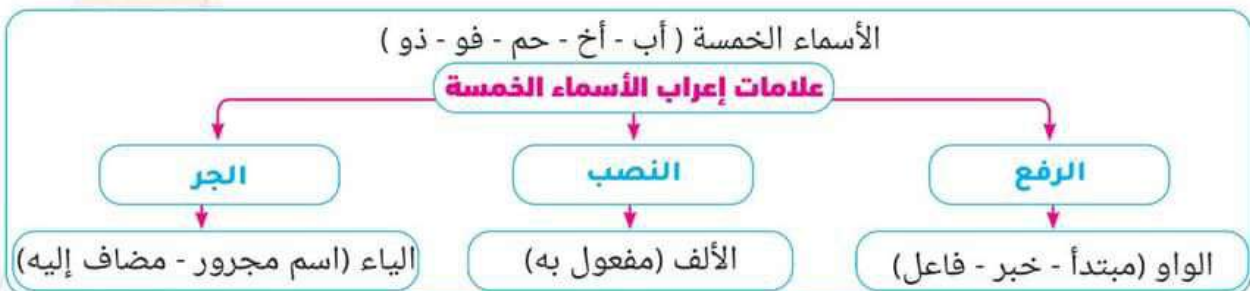 الأسماء الخمسة ( أب - أخ - حم - فو - ذو )
علامات إعراب الأسماء الخمسة
الرفع
النصب
الجر
الواو (مبتدأ - خبر - فاعل)
الألف (مفعول به)
الياء (اسم مجرور - مضاف إليه)